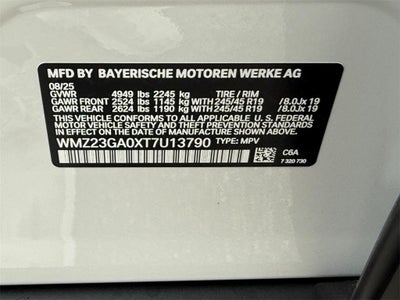 MFD BY BAYERISCHE MOTOREN WERKE AG
08/25
GVWR 4949 lbs 2245 kg TIRE / RIM
GAWR FRONT 2524 lbs 1145 kg WITH 245/45 R19 / 8.0Jx 19
GAWR REAR 2624 lbs 1190 kg WITH 245/45 R19 / 8.0Jx 19
THIS VEHICLE CONFORMS TO ALL APPLICABLE U. S. FEDERAL
MOTOR VEHICLE SAFETY AND THEFT PREVENTION STANDARDS
IN EFFECT ON THE DATE OF MANUFACTURE SHOWN ABOVE.
WMZ23GA0XT7U13790 TYPE: MPV
C6A
7 320 730